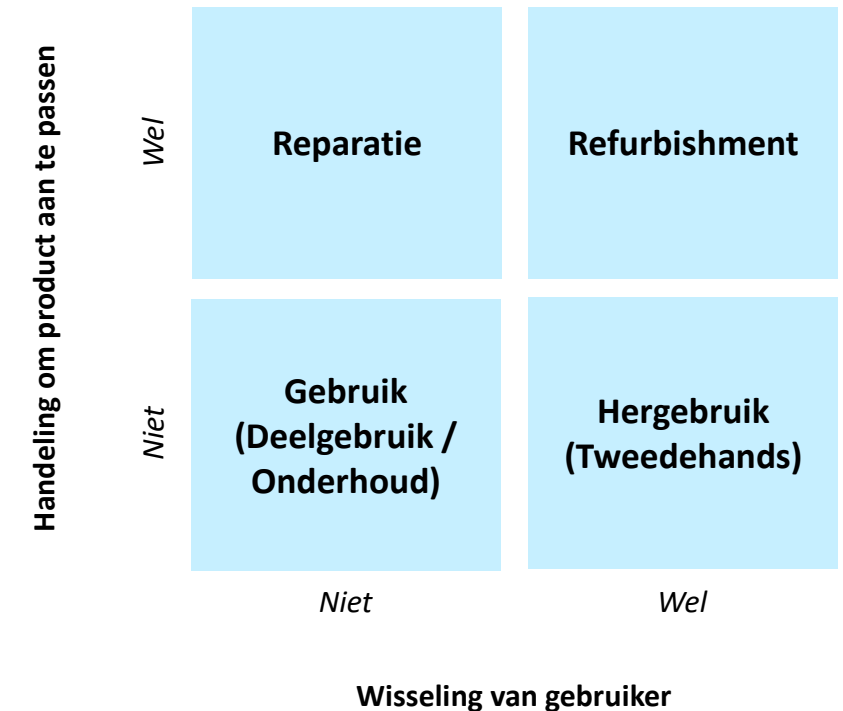 Handeling om product aan te passen
Wel
Reparatie
Refurbishment
Niet
Gebruik
(Deelgebruik /
Onderhoud)
Hergebruik
(Tweedehands)
Niet
Wel
Wisseling van gebruiker